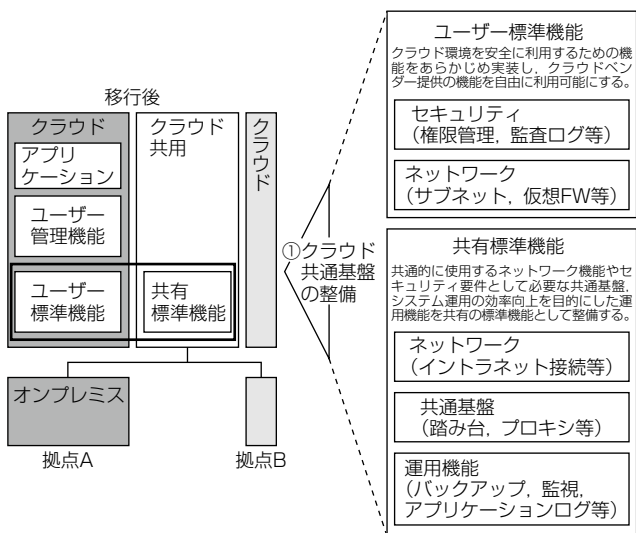 移行後
クラウド
アプリ
ケーション
ユーザー
管理機能
ユーザー
標準機能
クラウド
共用
共有
標準機能
クラウド
オンプレミス
拠点A
拠点B
①クラウド
共通基盤
の整備
ユーザー標準機能
クラウド環境を安全に利用するための機
能をあらかじめ実装し，クラウドベン
ダー提供の機能を自由に利用可能にする。
セキュリティ
（権限管理，監査ログ等）
ネットワーク
（サブネット，仮想FW等）
共有標準機能
共通的に使用するネットワーク機能やセ
キュリティ要件として必要な共通基盤，
システム運用の効率向上を目的にした運
用機能を共有の標準機能として整備する。
ネットワーク
（イントラネット接続等）
共通基盤
（踏み台，プロキシ等）
運用機能
（バックアップ，監視，
アプリケーションログ等）